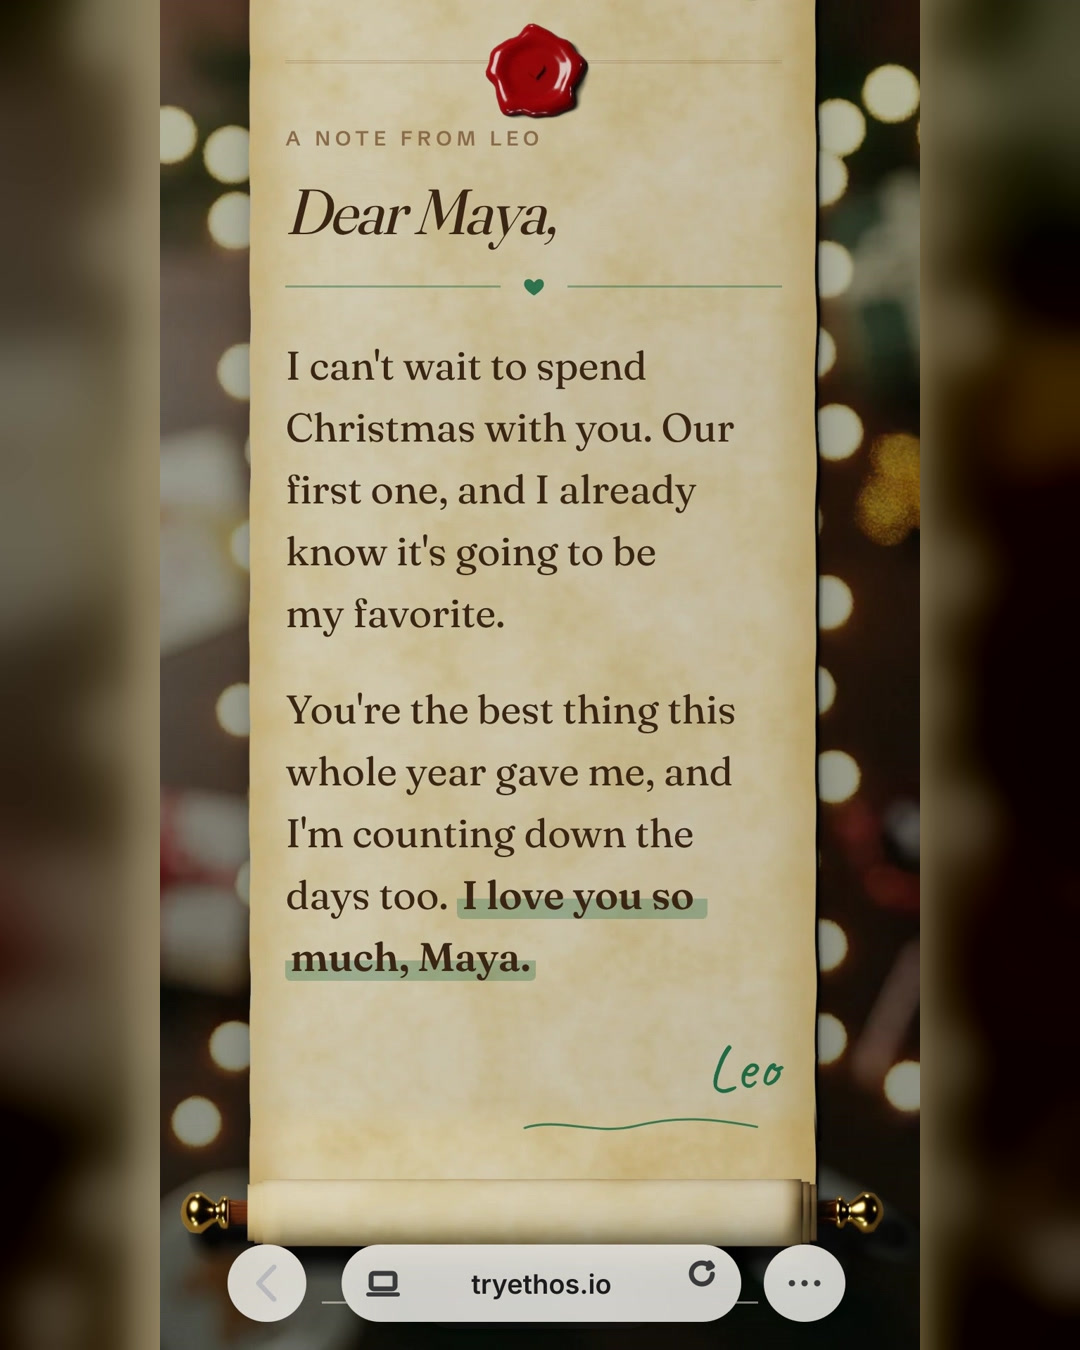 A NOTE FROM LEO
Dear Maya,
I can't wait to spend
Christmas with you. Our
first one, and I already
know it's going to be
my favorite.
You're the best thing this
whole year gave me, and
I'm counting down the
days too. I love you so
much, Maya.
Leo
tryethos.io